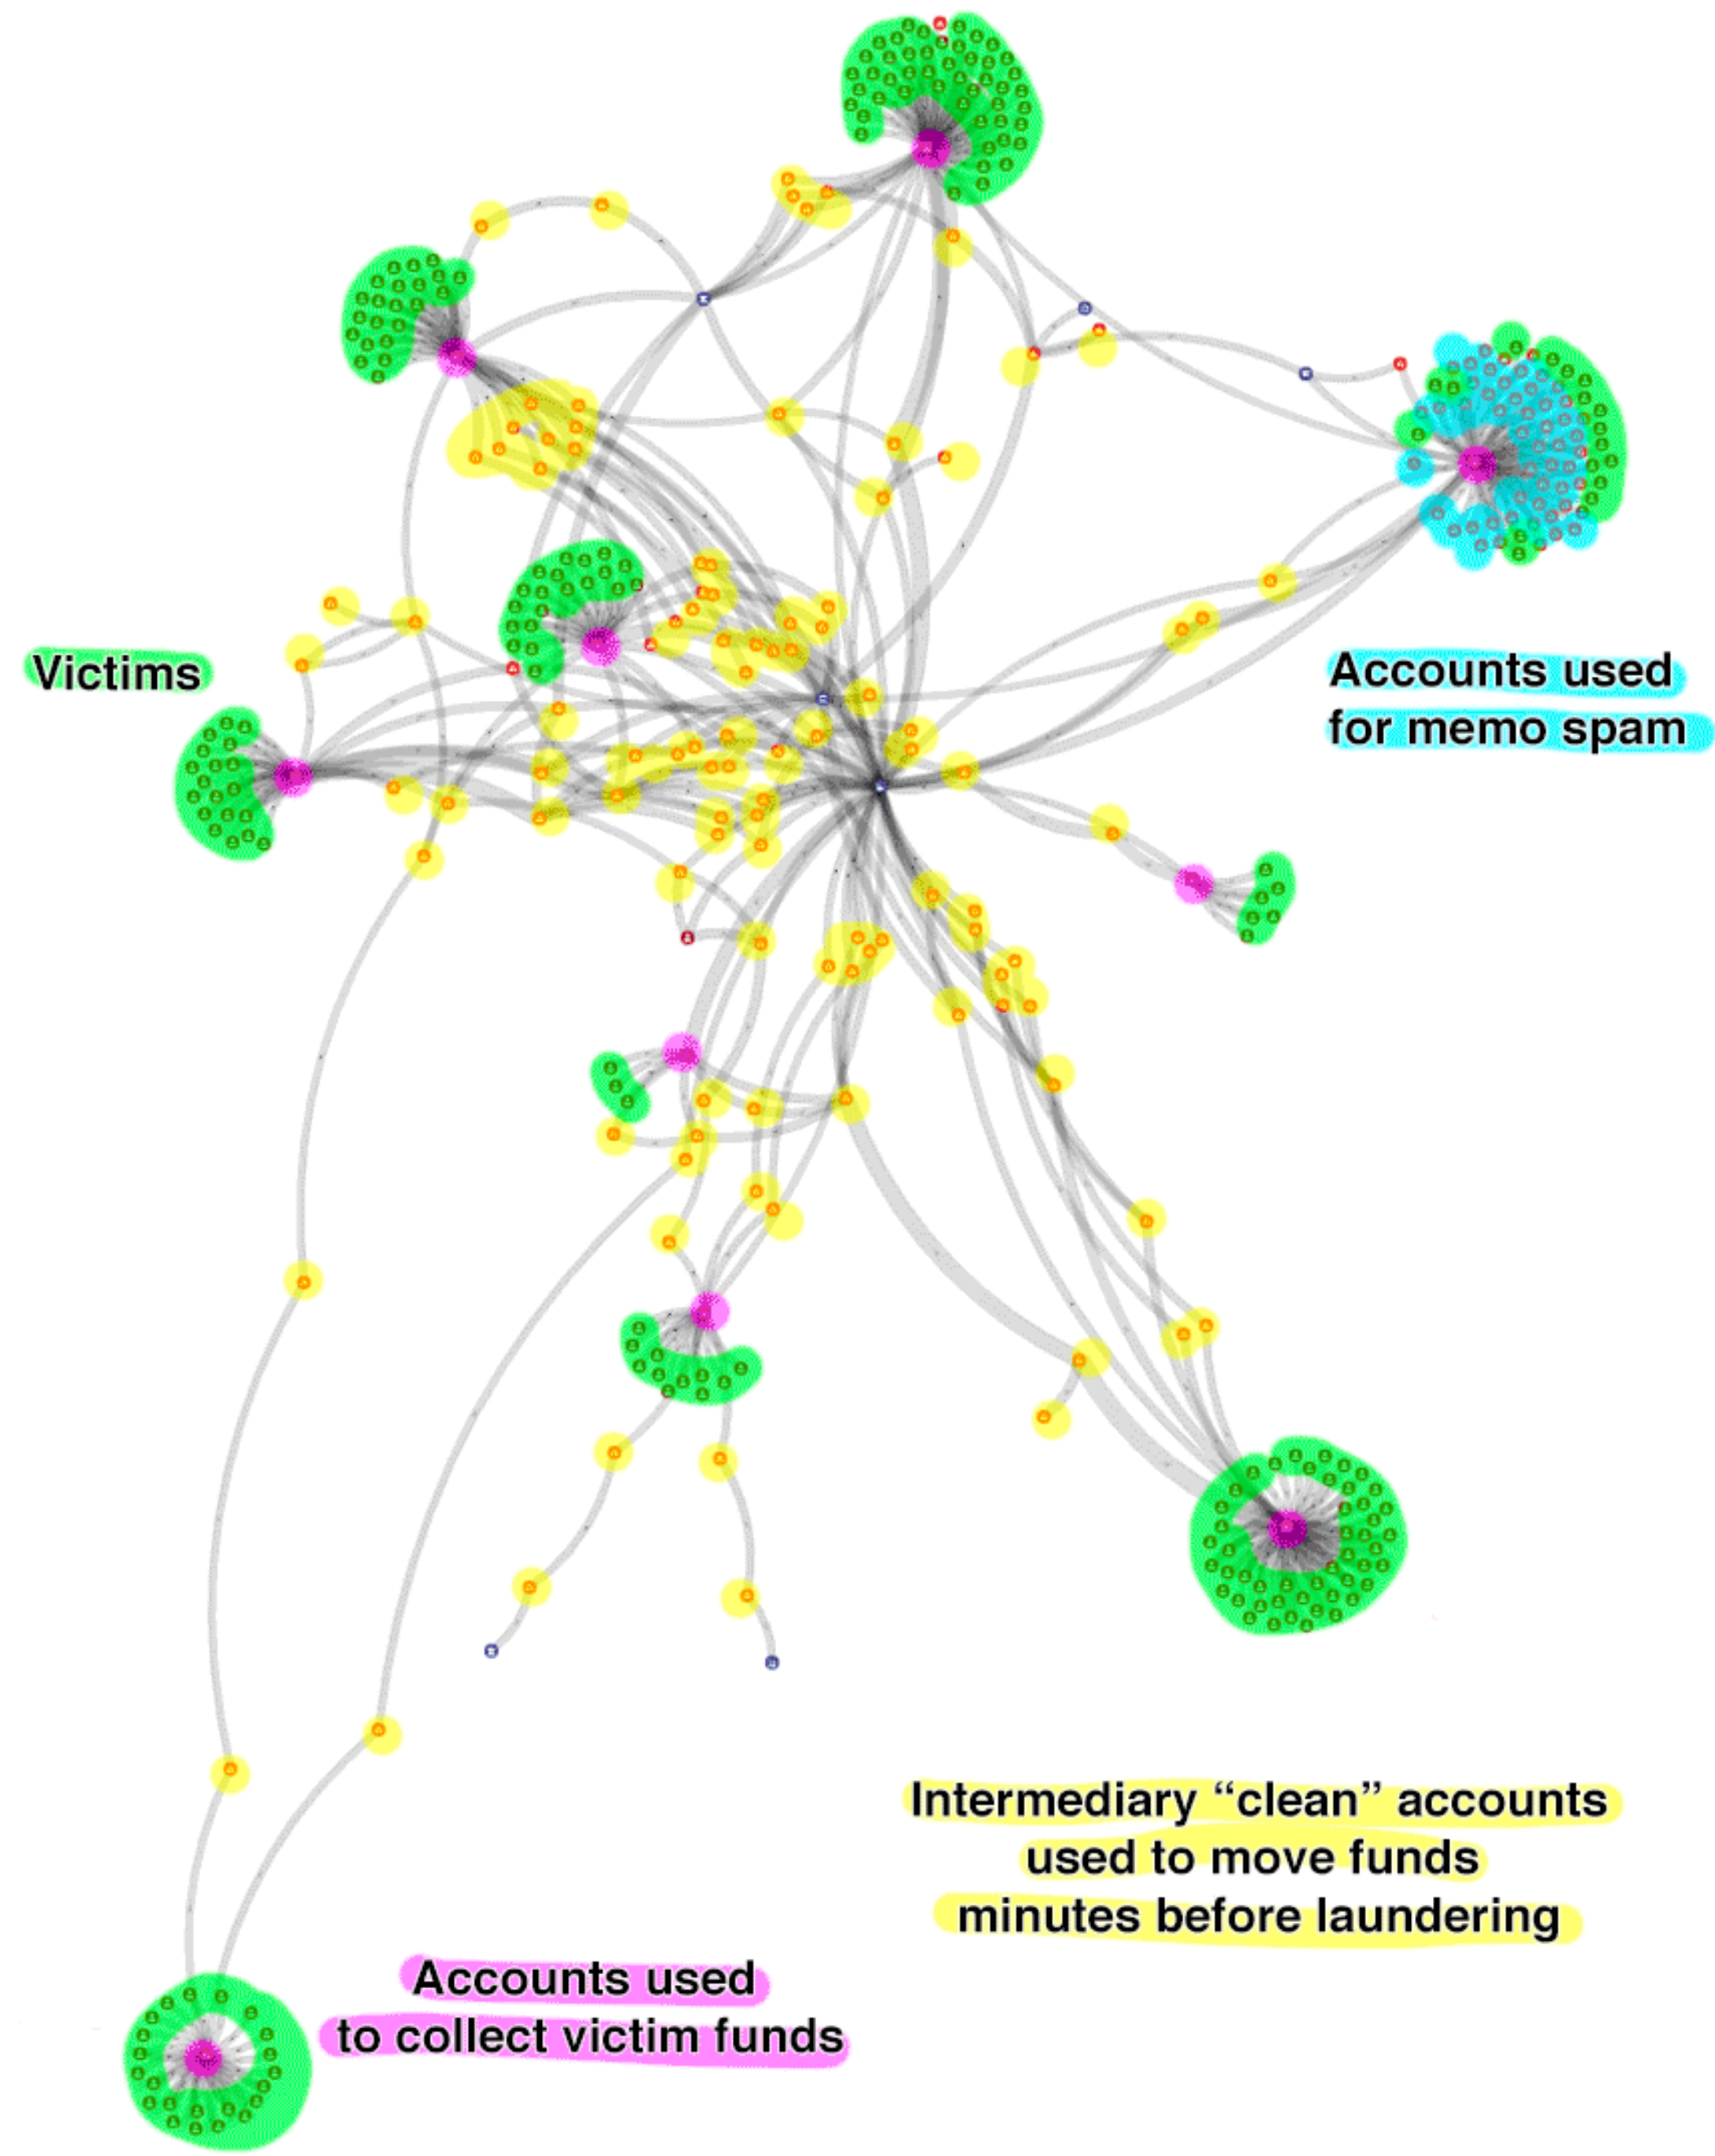 Victims
Accounts used
for memo spam
Intermediary “clean” accounts
used to move funds
minutes before laundering
Accounts used
to collect victim funds